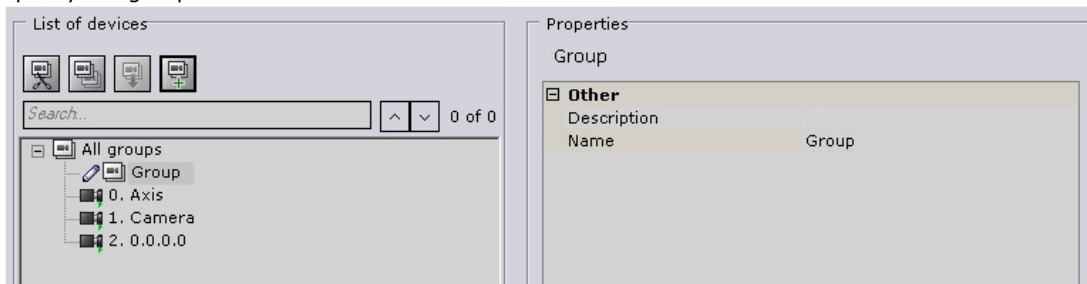 List of devices
Search...
0 of 0
All groups
Group
0. Axis
1. Camera
2. 0.0.0.0
Properties
Group
Other
Description
Name Group